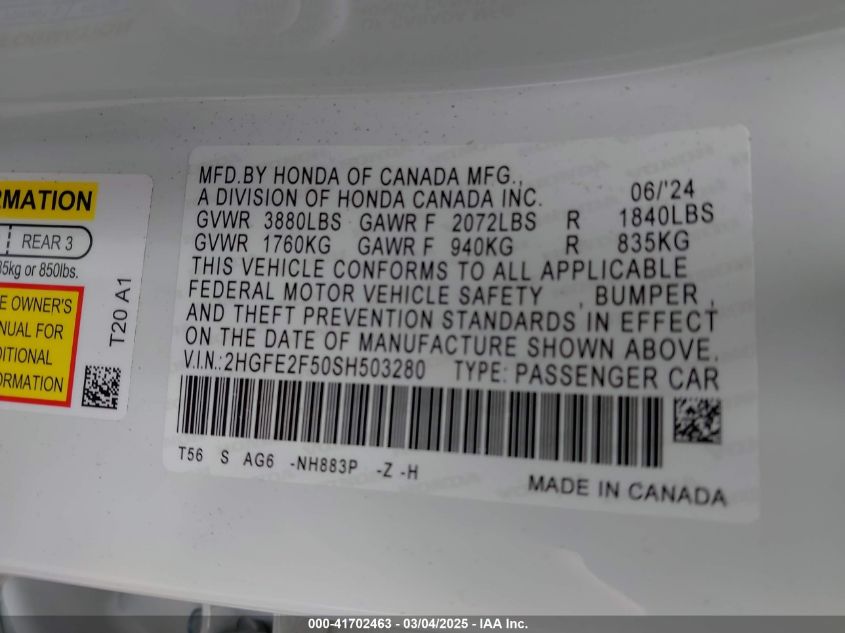 RMATION
REAR 3
35kg or 850lbs.
E OWNER'S
NUAL FOR
DITIONAL
ORMATION
T20 A1
MFD.BY HONDA OF CANADA MFG.,
A DIVISION OF HONDA CANADA INC. 06/'24
GVWR 3880LBS GAWR F 2072LBS R 1840LBS
GVWR 1760KG GAWR F 940KG R 835KG
THIS VEHICLE CONFORMS TO ALL APPLICABLE
FEDERAL MOTOR VEHICLE SAFETY , BUMPER ,
AND THEFT PREVENTION STANDARDS IN EFFECT
ON THE DATE OF MANUFACTURE SHOWN ABOVE.
V.I.N.:2HGFE2F50SH503280 TYPE: PASSENGER CAR
T56 S AG6 -NH883P -Z -H
MADE IN CANADA
000-41702463 - 03/04/2025 - IAA Inc.